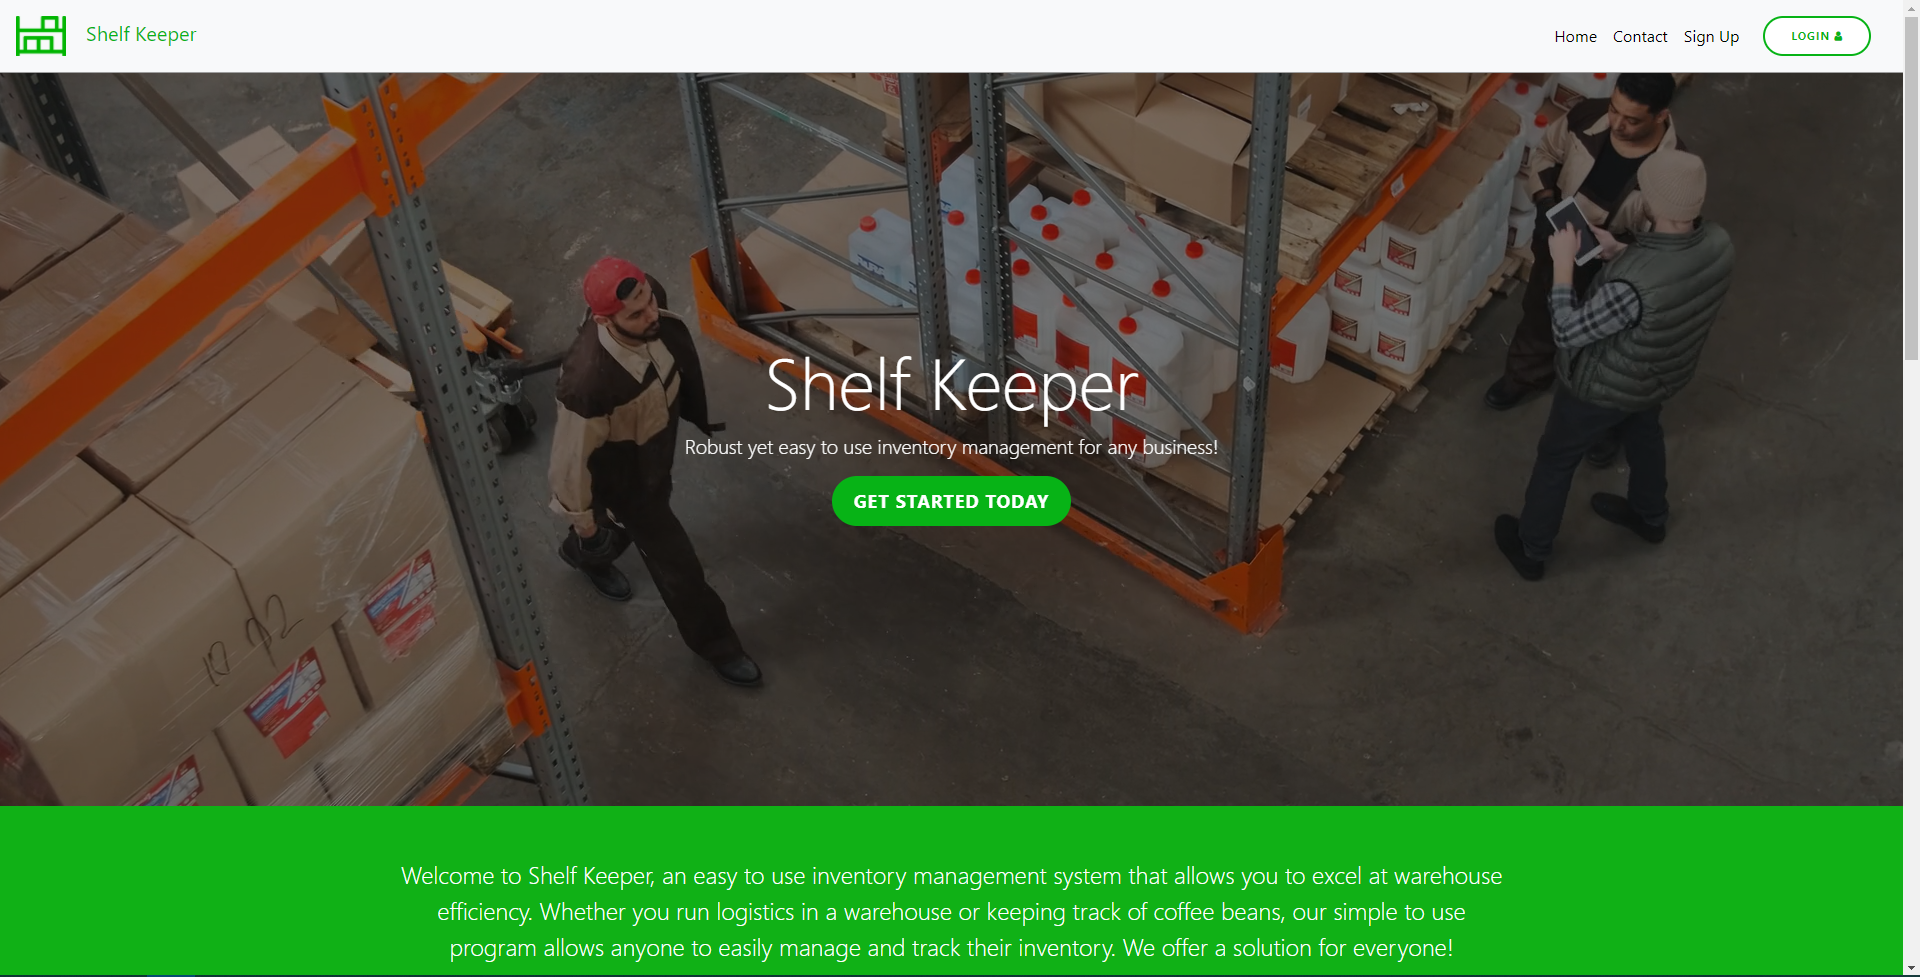 Shelf Keeper
Home Contact Sign Up LOGIN
Shelf Keeper
Robust yet easy to use inventory management for any business!
GET STARTED TODAY
Welcome to Shelf Keeper, an easy to use inventory management system that allows you to excel at warehouse
efficiency. Whether you run logistics in a warehouse or keeping track of coffee beans, our simple to use
program allows anyone to easily manage and track their inventory. We offer a solution for everyone!